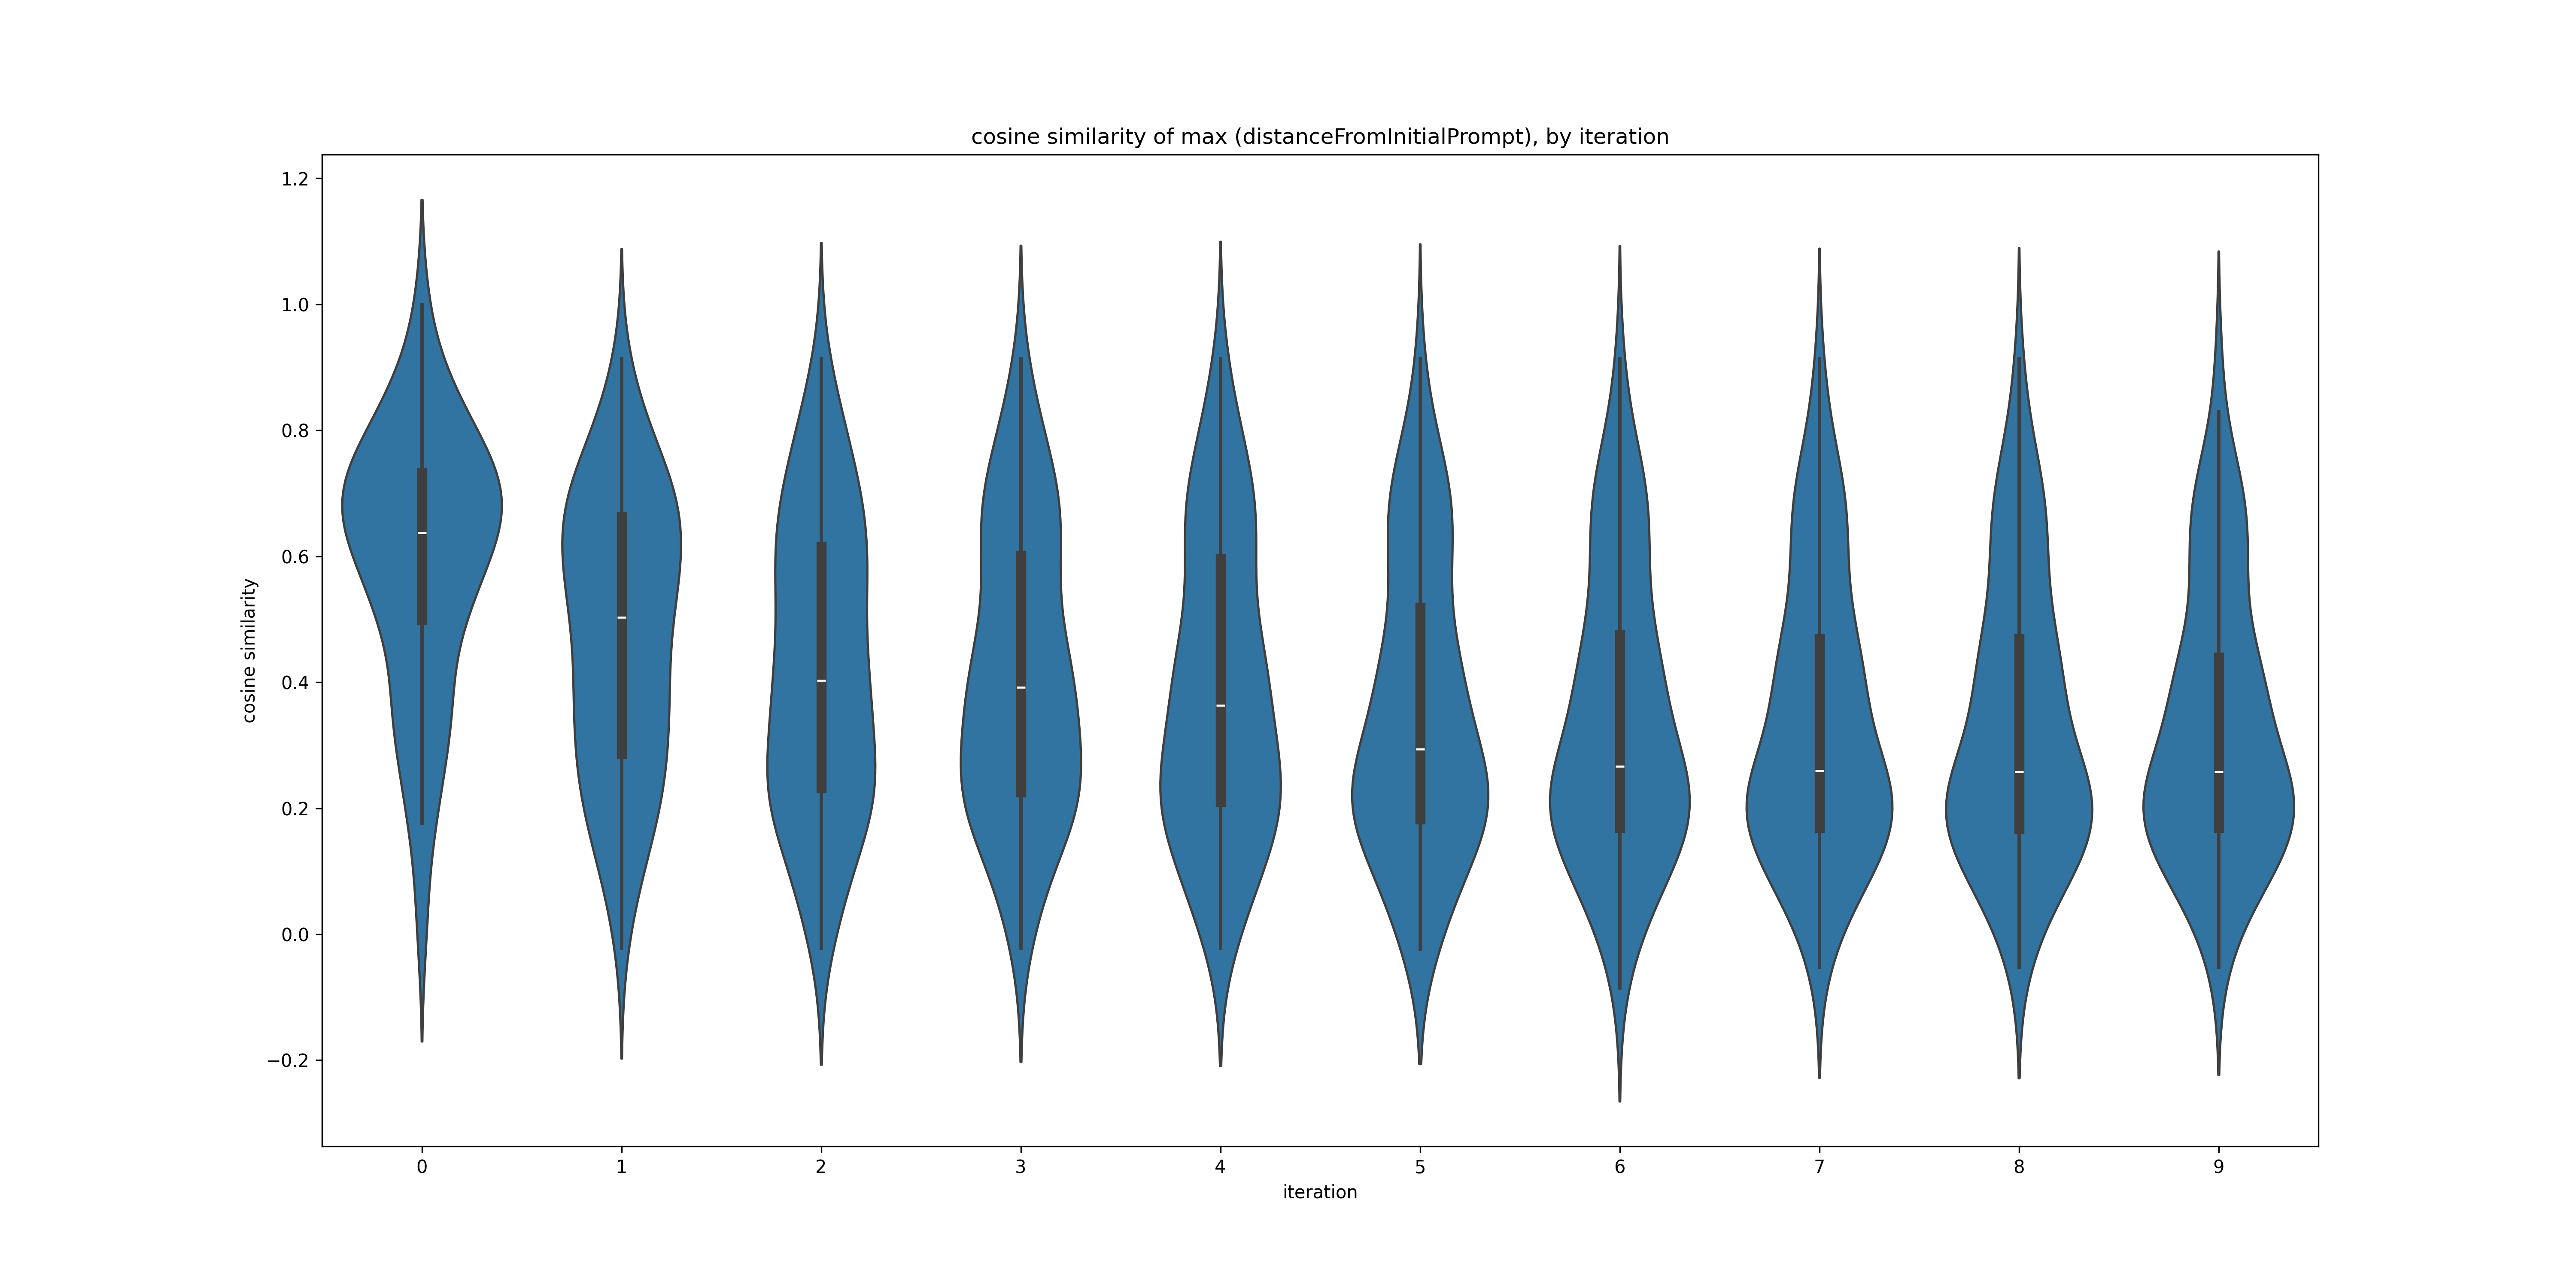 cosine similarity of max (distanceFromInitialPrompt), by iteration
1.2
1.0
0.8
0.6
0.4
0.2
0.0
−0.2
cosine similarity
0 1 2 3 4 5 6 7 8 9
iteration